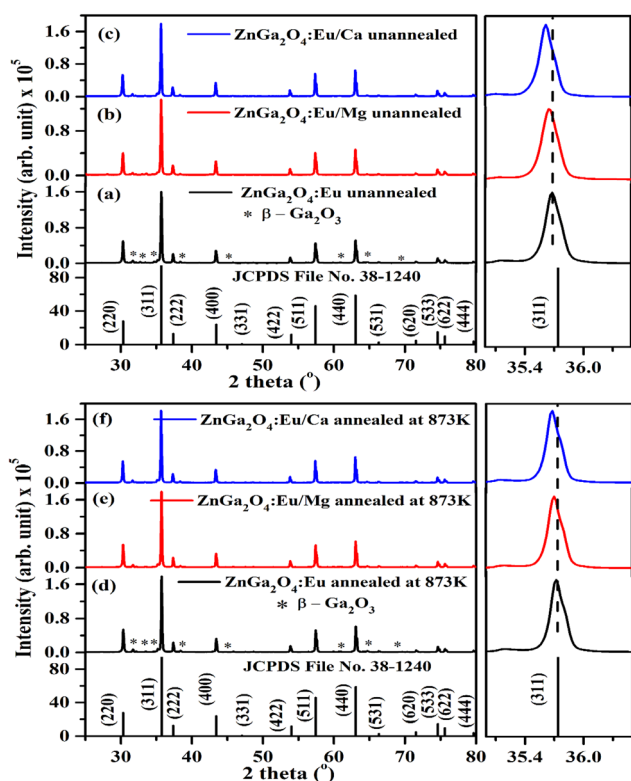 (c) ZnGa₂O₄:Eu/Ca unannealed
1.6
0.8
0.0
(b) ZnGa₂O₄:Eu/Mg unannealed
0.8
0.0
(a) ZnGa₂O₄:Eu unannealed
* β – Ga₂O₃
1.6
0.8
0.0
* * * * * * * *
JCPDS File No. 38-1240
80
40
0
(220) (311) (222) (400) (331) (422) (511) (440) (531) (620) (533) (622) (444)
(311)
30 40 50 60 70 80
35.4 36.0
2 theta (°)
Intensity (arb. unit) x 10⁵
(f) ZnGa₂O₄:Eu/Ca annealed at 873K
1.6
0.8
0.0
(e) ZnGa₂O₄:Eu/Mg annealed at 873K
1.6
0.8
0.0
(d) ZnGa₂O₄:Eu annealed at 873K
* β – Ga₂O₃
1.6
0.8
0.0
* * * * * * * *
JCPDS File No. 38-1240
80
40
0
(220) (311) (222) (400) (331) (422) (511) (440) (531) (620) (533) (622) (444)
(311)
30 40 50 60 70 80
35.4 36.0
2 theta (°)
Intensity (arb. unit) x 10⁵